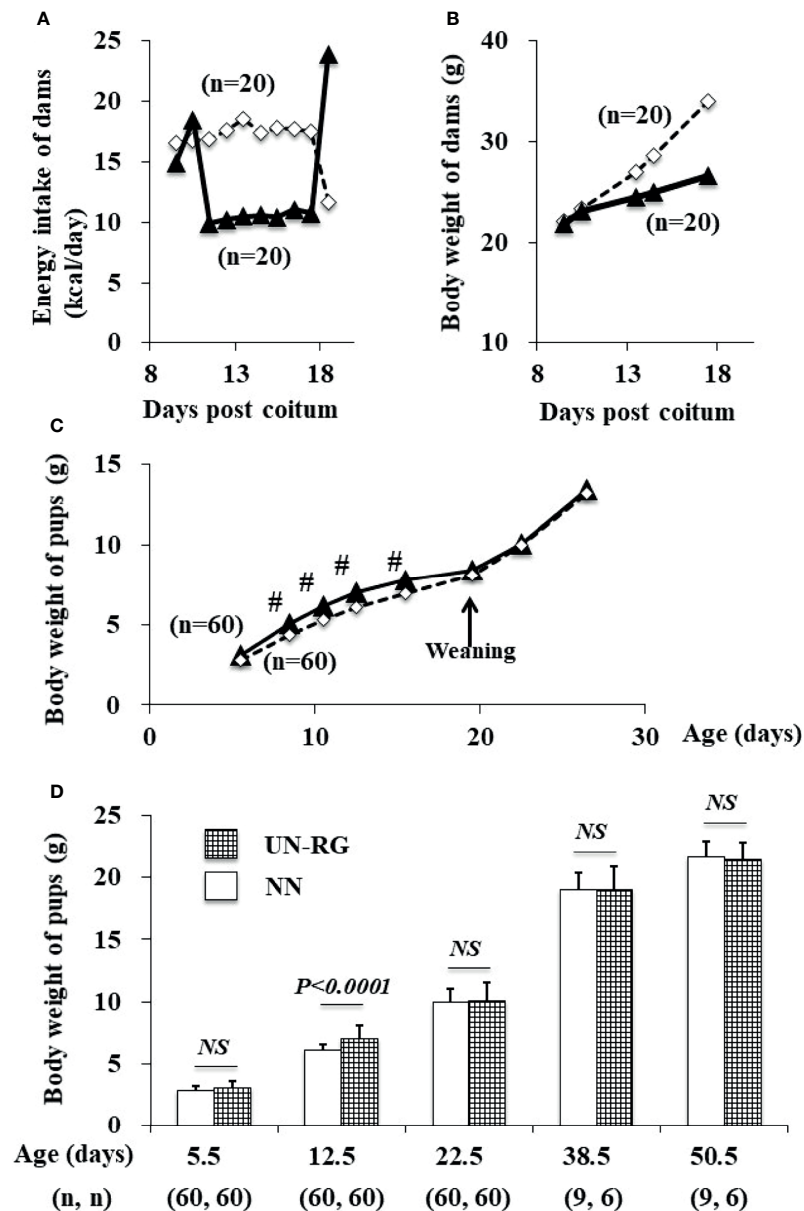 A
25
20
15
10
5
0
(n=20)
(n=20)
8
13
18
Energy intake of dams
(kcal/day)
Days post coitum
B
40
30
20
10
(n=20)
(n=20)
8
13
18
Body weight of dams (g)
Days post coitum
C
15
10
5
0
Body weight of pups (g)
#
#
#
#
(n=60)
(n=60)
Weaning
0
10
20
30
Age (days)
D
25
20
15
10
5
0
Body weight of pups (g)
UN-RG
NN
NS
P<0.0001
NS
NS
NS
Age (days) 5.5 12.5 22.5 38.5 50.5
(n, n) (60, 60) (60, 60) (60, 60) (9, 6) (9, 6)